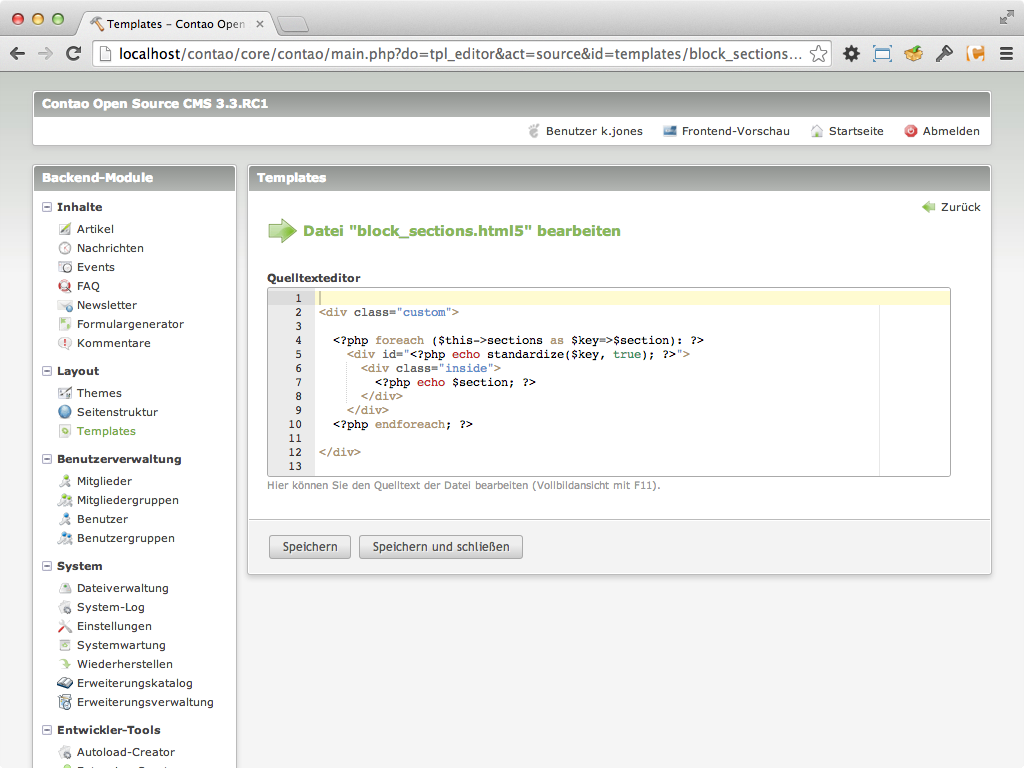 Templates – Contao Open
localhost/contao/core/contao/main.php?do=tpl_editor&act=source&id=templates/block_sections...
Contao Open Source CMS 3.3.RC1
Benutzer k.jones Frontend-Vorschau Startseite Abmelden
Backend-Module
Inhalte
Artikel
Nachrichten
Events
FAQ
Newsletter
Formulargenerator
Kommentare
Layout
Themes
Seitenstruktur
Templates
Benutzerverwaltung
Mitglieder
Mitgliedergruppen
Benutzer
Benutzergruppen
System
Dateiverwaltung
System-Log
Einstellungen
Systemwartung
Wiederherstellen
Erweiterungskatalog
Erweiterungsverwaltung
Entwickler-Tools
Autoload-Creator
Templates
Zurück
Datei "block_sections.html5" bearbeiten
Quelltexteditor
1
2 <div class="custom">
3
4 <?php foreach ($this->sections as $key=>$section): ?>
5 <div id="<?php echo standardize($key, true); ?>">
6 <div class="inside">
7 <?php echo $section; ?>
8 </div>
9 </div>
10 <?php endforeach; ?>
11
12 </div>
13
Hier können Sie den Quelltext der Datei bearbeiten (Vollbildansicht mit F11).
Speichern Speichern und schließen